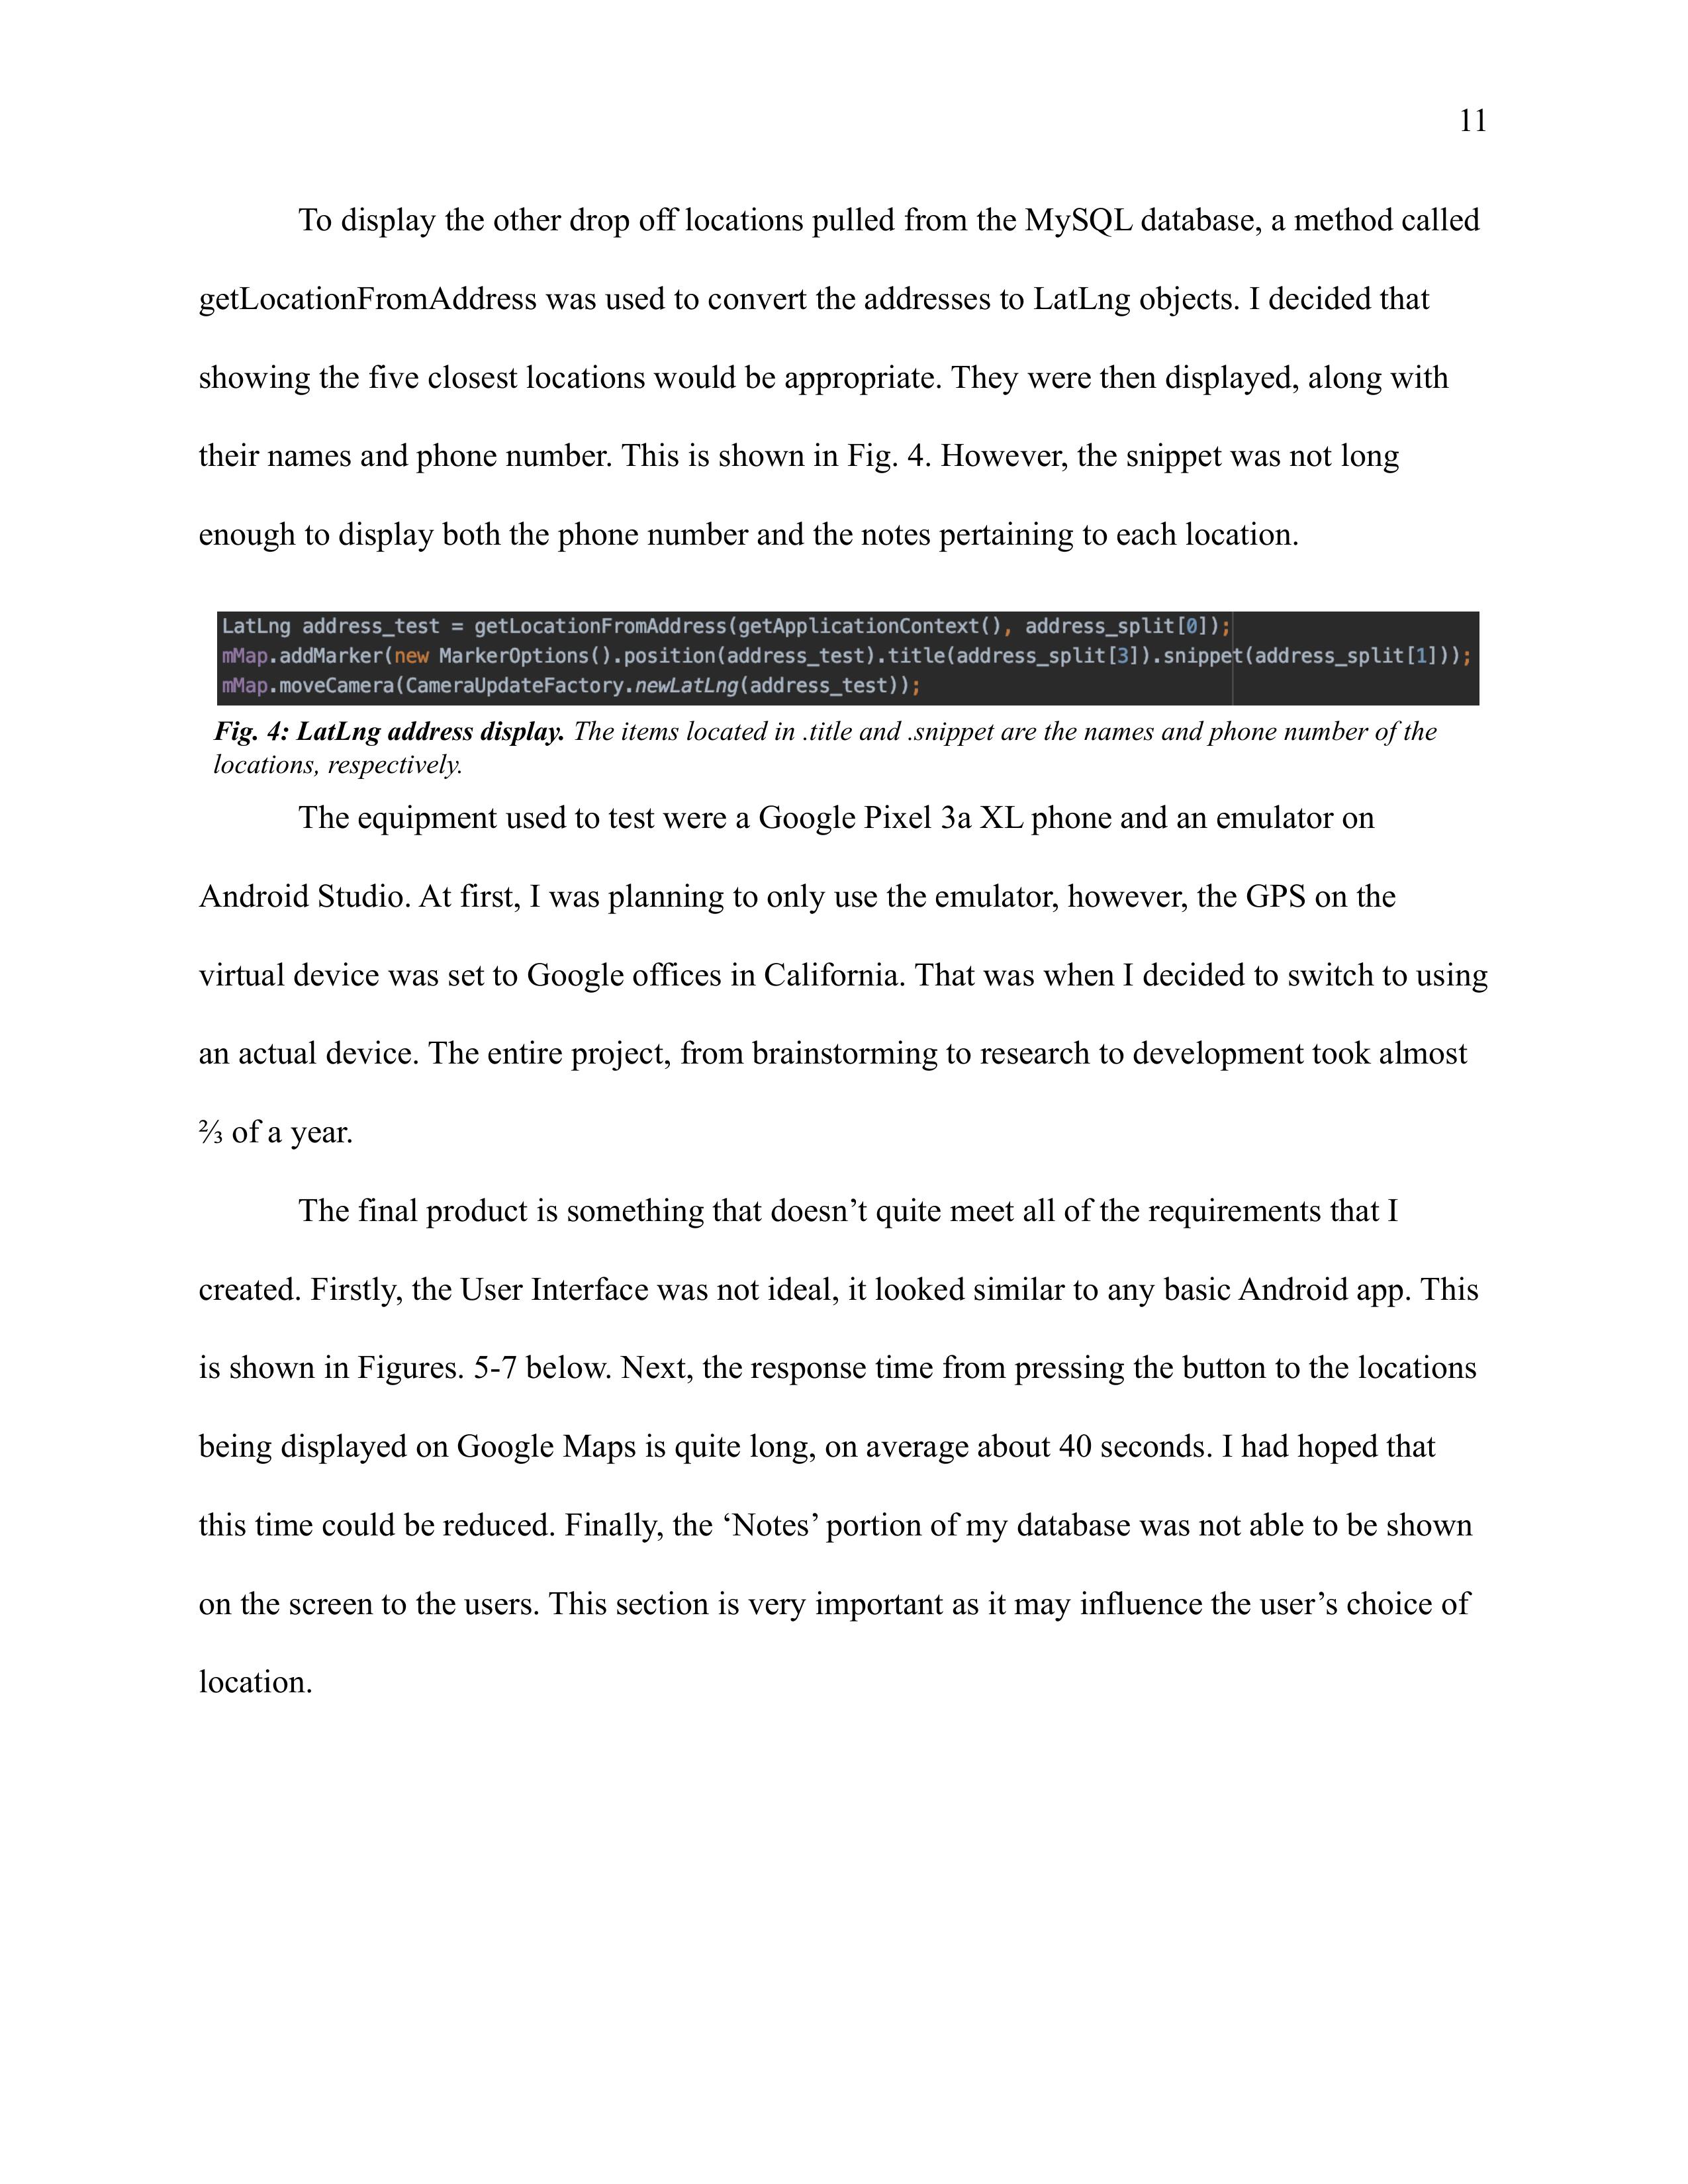 11
To display the other drop off locations pulled from the MySQL database, a method called
getLocationFromAddress was used to convert the addresses to LatLng objects. I decided that
showing the five closest locations would be appropriate. They were then displayed, along with
their names and phone number. This is shown in Fig. 4. However, the snippet was not long
enough to display both the phone number and the notes pertaining to each location.
LatLng address_test = getLocationFromAddress(getApplicationContext(), address_split[0]);
mMap.addMarker(new MarkerOptions().position(address_test).title(address_split[3]).snippet(address_split[1]));
mMap.moveCamera(CameraUpdateFactory.newLatLng(address_test));
Fig. 4: LatLng address display. The items located in .title and .snippet are the names and phone number of the
locations, respectively.
The equipment used to test were a Google Pixel 3a XL phone and an emulator on
Android Studio. At first, I was planning to only use the emulator, however, the GPS on the
virtual device was set to Google offices in California. That was when I decided to switch to using
an actual device. The entire project, from brainstorming to research to development took almost
⅔ of a year.
The final product is something that doesn’t quite meet all of the requirements that I
created. Firstly, the User Interface was not ideal, it looked similar to any basic Android app. This
is shown in Figures. 5-7 below. Next, the response time from pressing the button to the locations
being displayed on Google Maps is quite long, on average about 40 seconds. I had hoped that
this time could be reduced. Finally, the ‘Notes’ portion of my database was not able to be shown
on the screen to the users. This section is very important as it may influence the user’s choice of
location.